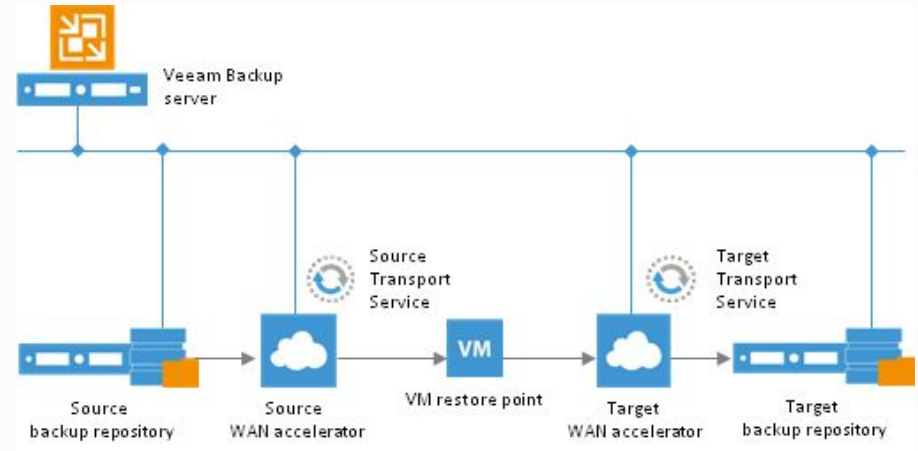 Veeam Backup
server
Source
Transport
Service
Target
Transport
Service
VM
Source
backup repository
Source
WAN accelerator
VM restore point
Target
WAN accelerator
Target
backup repository